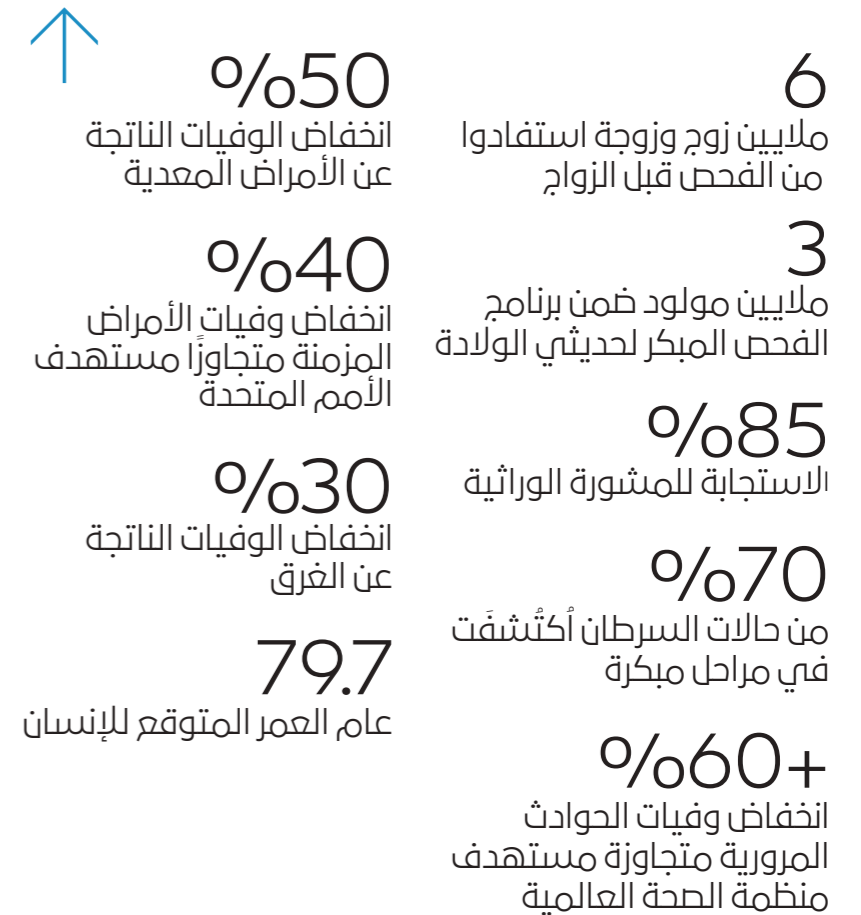 6
ملايين زوج وزوجة استفادوا
من الفحص قبل الزواج
3
ملايين مولود ضمن برنامج
الفحص المبكر لحديثي الولادة
%85
الاستجابة للمشورة الوراثية
%70
من حالات السرطان اُكتُشفَت
في مراحل مبكرة
%60+
انخفاض وفيات الحوادث
المرورية متجاوزة مستهدف
منظمة الصحة العالمية
%50
انخفاض الوفيات الناتجة
عن الأمراض المعدية
%40
انخفاض وفيات الأمراض
المزمنة متجاوزًا مستهدف
الأمم المتحدة
%30
انخفاض الوفيات الناتجة
عن الغرق
79.7
عام العمر المتوقع للإنسان